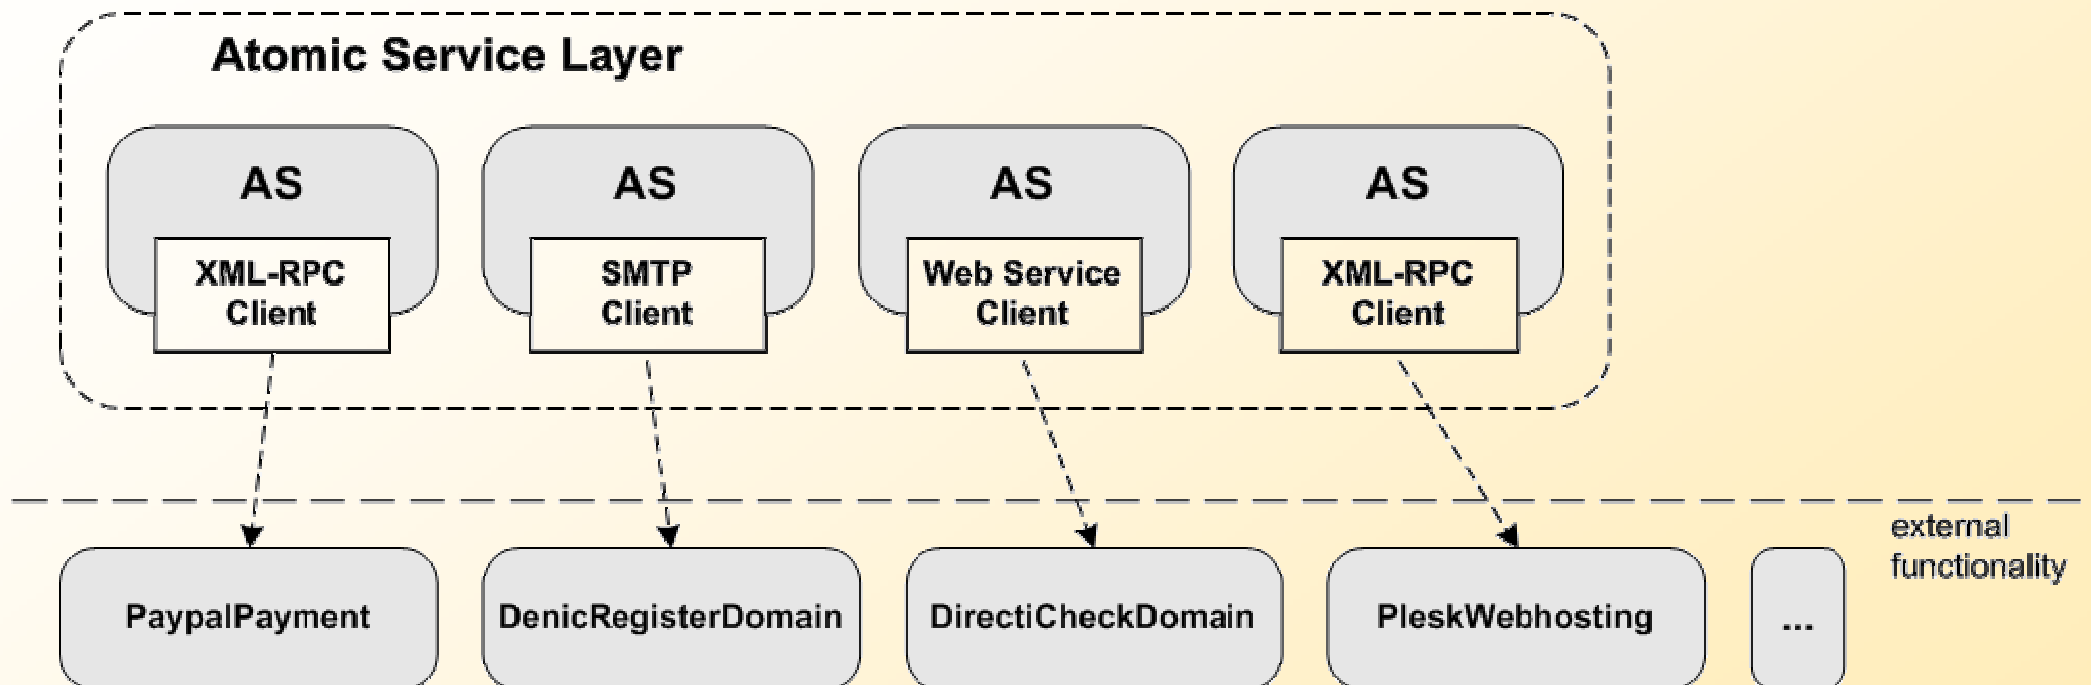 Atomic Service Layer
AS
XML-RPC
Client
AS
SMTP
Client
AS
Web Service
Client
AS
XML-RPC
Client
external
functionality
PaypalPayment
DenicRegisterDomain
DirectiCheckDomain
PleskWebhosting
...